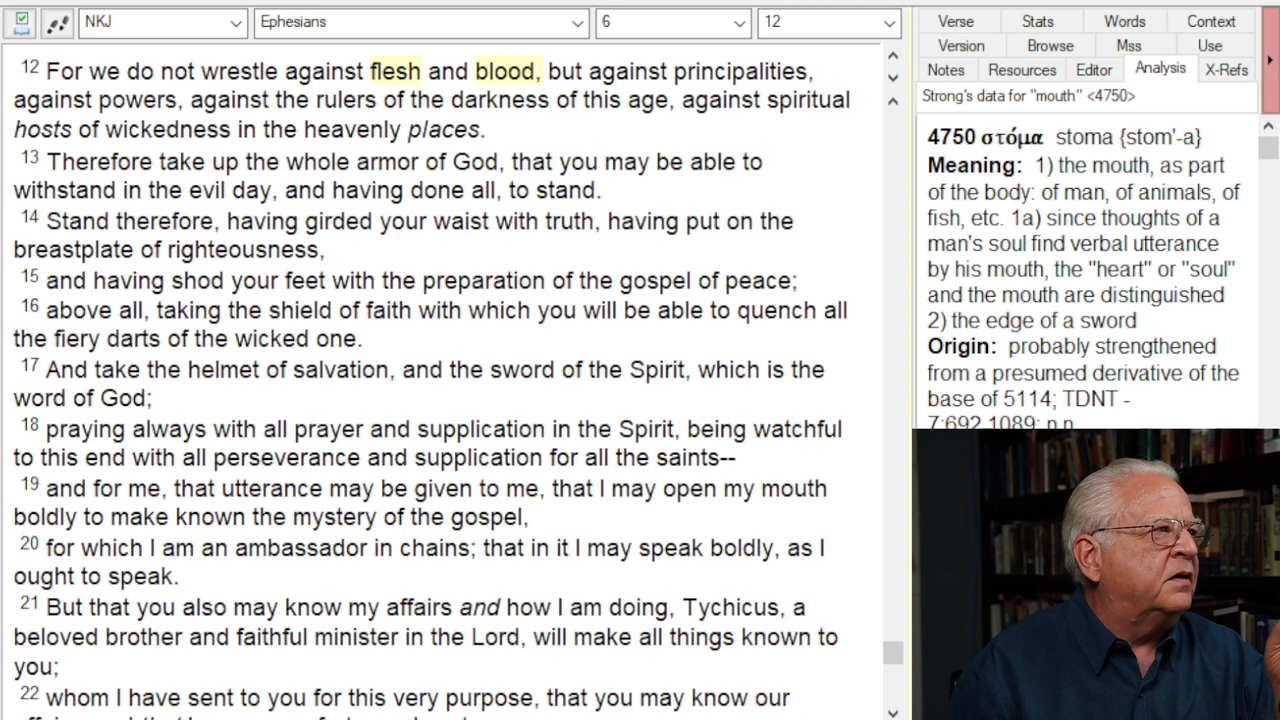 NKJ Ephesians 6 12
12 For we do not wrestle against flesh and blood, but against principalities,
against powers, against the rulers of the darkness of this age, against spiritual
hosts of wickedness in the heavenly places.
13 Therefore take up the whole armor of God, that you may be able to
withstand in the evil day, and having done all, to stand.
14 Stand therefore, having girded your waist with truth, having put on the
breastplate of righteousness,
15 and having shod your feet with the preparation of the gospel of peace;
16 above all, taking the shield of faith with which you will be able to quench all
the fiery darts of the wicked one.
17 And take the helmet of salvation, and the sword of the Spirit, which is the
word of God;
18 praying always with all prayer and supplication in the Spirit, being watchful
to this end with all perseverance and supplication for all the saints--
19 and for me, that utterance may be given to me, that I may open my mouth
boldly to make known the mystery of the gospel,
20 for which I am an ambassador in chains; that in it I may speak boldly, as I
ought to speak.
21 But that you also may know my affairs and how I am doing, Tychicus, a
beloved brother and faithful minister in the Lord, will make all things known to
you;
22 whom I have sent to you for this very purpose, that you may know our
Verse Stats Words Context
Version Browse Mss Use
Notes Resources Editor Analysis X-Refs
Strong's data for "mouth" <4750>
4750 στόμα stoma {stom'-a}
Meaning: 1) the mouth, as part
of the body: of man, of animals, of
fish, etc. 1a) since thoughts of a
man's soul find verbal utterance
by his mouth, the "heart" or "soul"
and the mouth are distinguished
2) the edge of a sword
Origin: probably strengthened
from a presumed derivative of the
base of 5114; TDNT -
7:692,1089; n n